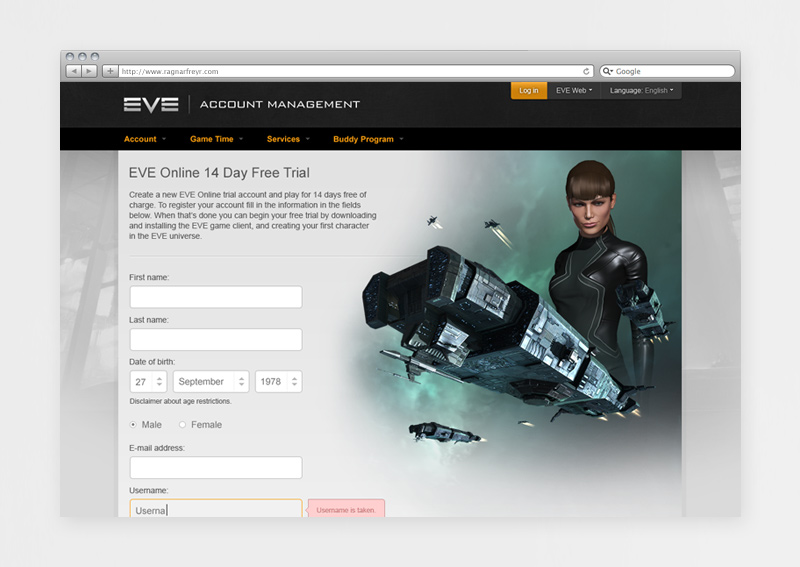 http://www.ragnarfreyr.com
Google
Log in
EVE Web
Language: English
EVE
ACCOUNT MANAGEMENT
Account
Game Time
Services
Buddy Program
EVE Online 14 Day Free Trial
Create a new EVE Online trial account and play for 14 days free of
charge. To register your account fill in the information in the fields
below. When that's done you can begin your free trial by downloading
and installing the EVE game client, and creating your first character
in the EVE universe.
First name:
Last name:
Date of birth:
27 September 1978
Disclaimer about age restrictions.
Male Female
E-mail address:
Username:
Userna
Username is taken.